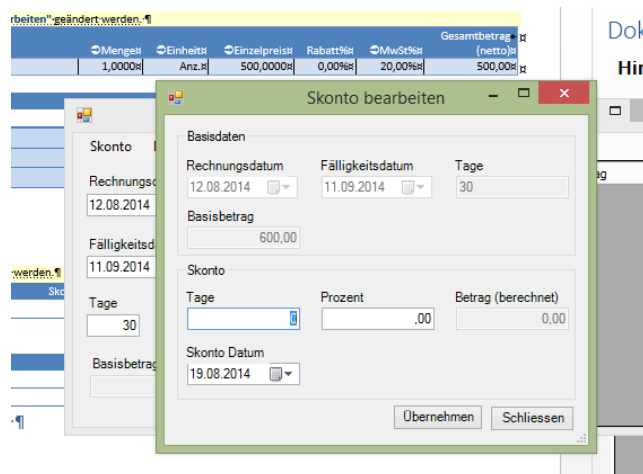 beiten" geändert werden. ¶
Dok
Gesamtbetrag
Menge¤ Einheit¤ Einzelpreis¤ Rabatt%¤ MwSt%¤ (netto)¤ ¤
Hin
1,0000¤ Anz.¤ 500,0000¤ 0,00%¤ 20,00%¤ 500,00¤ ¤
Skonto bearbeiten
Skonto
Rechnungsd
12.08.2014
Fälligkeitsda
11.09.2014
Tage
30
Basisbetrag
werden. ¶
Sko
¶
ag
Basisdaten
Rechnungsdatum Fälligkeitsdatum Tage
12.08.2014 11.09.2014 30
Basisbetrag
600,00
Skonto
Tage Prozent Betrag (berechnet)
0 ,00 0,00
Skonto Datum
19.08.2014
Übernehmen Schliessen